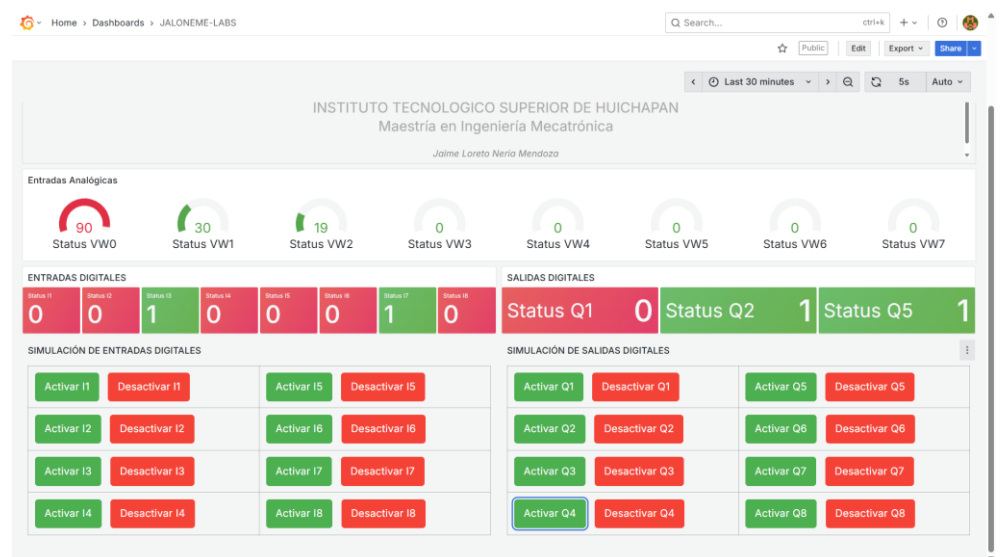 Home › Dashboards › JALONEME-LABS
Search...
ctrl+k
Public
Edit
Export
Share
Last 30 minutes
5s
Auto
INSTITUTO TECNOLOGICO SUPERIOR DE HUICHAPAN
Maestría en Ingeniería Mecatrónica
Jaime Loreto Neria Mendoza
Entradas Analógicas
90 30 19 0 0 0 0 0
Status VW0 Status VW1 Status VW2 Status VW3 Status VW4 Status VW5 Status VW6 Status VW7
ENTRADAS DIGITALES
Status I1 Status I2 Status I3 Status I4 Status I5 Status I6 Status I7 Status I8
0 0 1 0 0 0 1 0
SALIDAS DIGITALES
Status Q1 0 Status Q2 1 Status Q5 1
SIMULACIÓN DE ENTRADAS DIGITALES
Activar I1 Desactivar I1 Activar I5 Desactivar I5
Activar I2 Desactivar I2 Activar I6 Desactivar I6
Activar I3 Desactivar I3 Activar I7 Desactivar I7
Activar I4 Desactivar I4 Activar I8 Desactivar I8
SIMULACIÓN DE SALIDAS DIGITALES
Activar Q1 Desactivar Q1 Activar Q5 Desactivar Q5
Activar Q2 Desactivar Q2 Activar Q6 Desactivar Q6
Activar Q3 Desactivar Q3 Activar Q7 Desactivar Q7
Activar Q4 Desactivar Q4 Activar Q8 Desactivar Q8